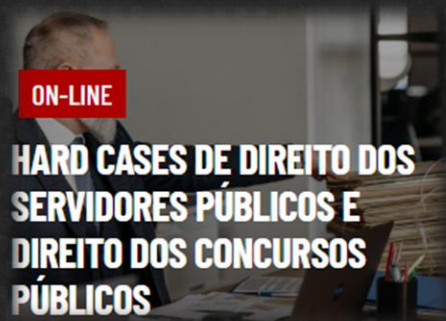 ON-LINE
HARD CASES DE DIREITO DOS
SERVIDORES PÚBLICOS E
DIREITO DOS CONCURSOS
PÚBLICOS